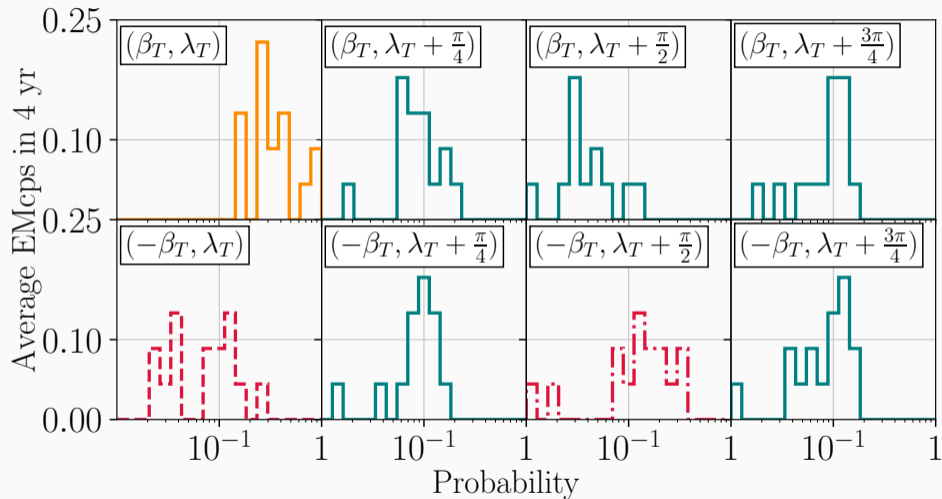 0.25
(β_T, λ_T)
(β_T, λ_T + π/4)
(β_T, λ_T + π/2)
(β_T, λ_T + 3π/4)
0.10
Average EMcps in 4 yr
0.25
(−β_T, λ_T)
(−β_T, λ_T + π/4)
(−β_T, λ_T + π/2)
(−β_T, λ_T + 3π/4)
0.10
0.00
10⁻¹ 1 10⁻¹ 1 10⁻¹ 1 10⁻¹ 1
Probability